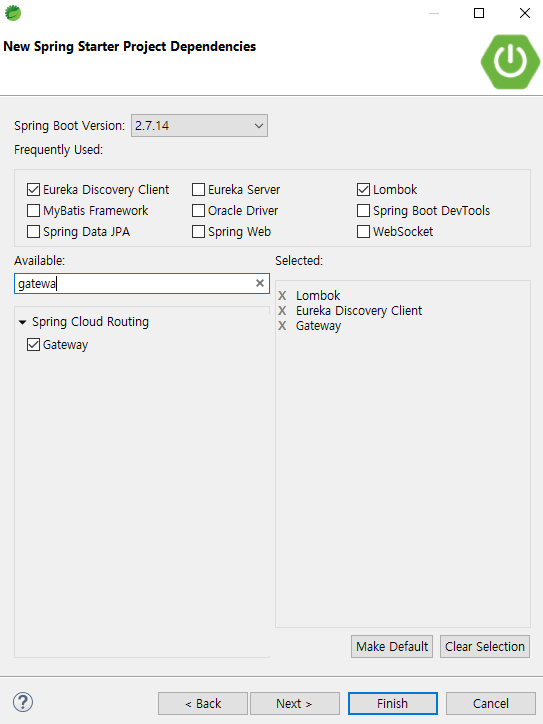 New Spring Starter Project Dependencies
Spring Boot Version: 2.7.14
Frequently Used:
Eureka Discovery Client Eureka Server Lombok
MyBatis Framework Oracle Driver Spring Boot DevTools
Spring Data JPA Spring Web WebSocket
Available: Selected:
gatewa
X Lombok
X Eureka Discovery Client
X Gateway
Spring Cloud Routing
Gateway
Make Default Clear Selection
? < Back Next > Finish Cancel